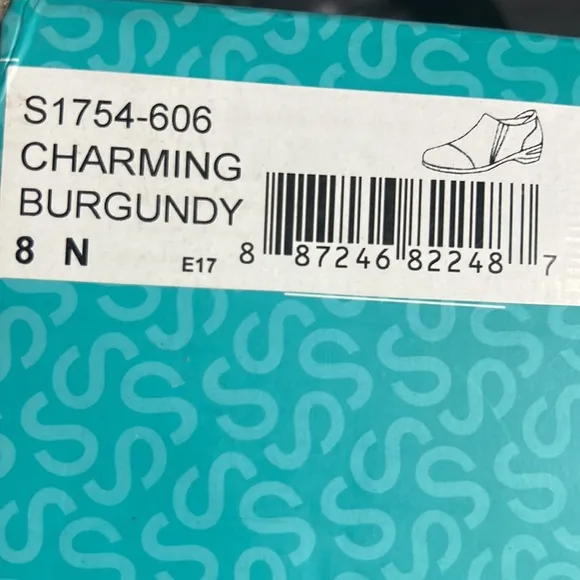 S1754-606
CHARMING
BURGUNDY
8 N
E17
8 87246 82248 7